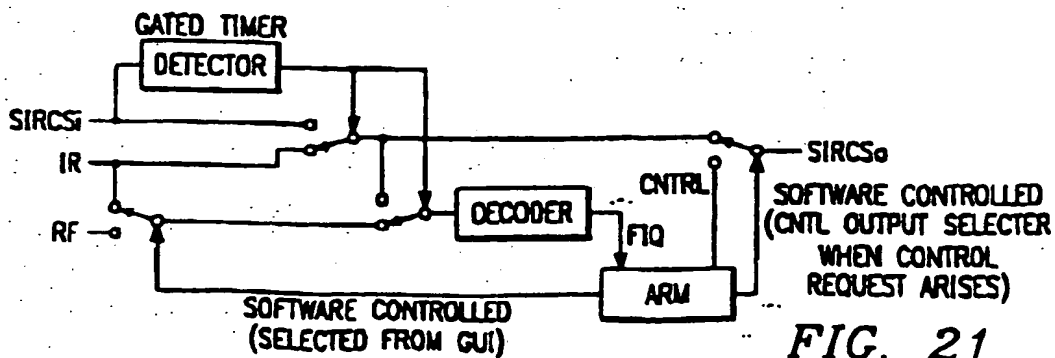 GATED TIMER
DETECTOR
SIRCSi
IR
RF
CNTRL
SIRCSo
DECODER
FIQ
ARM
SOFTWARE CONTROLLED
(CNTL OUTPUT SELECTER
WHEN CONTROL
REQUEST ARISES)
SOFTWARE CONTROLLED
(SELECTED FROM GUI)
FIG. 21